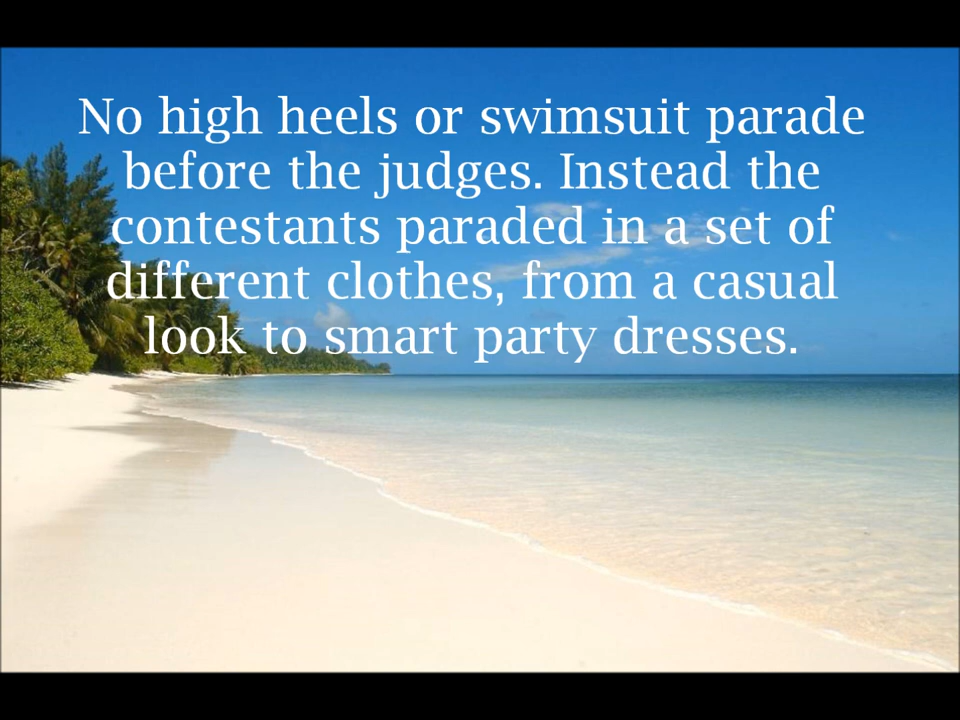 No high heels or swimsuit parade
before the judges. Instead the
contestants paraded in a set of
different clothes, from a casual
look to smart party dresses.